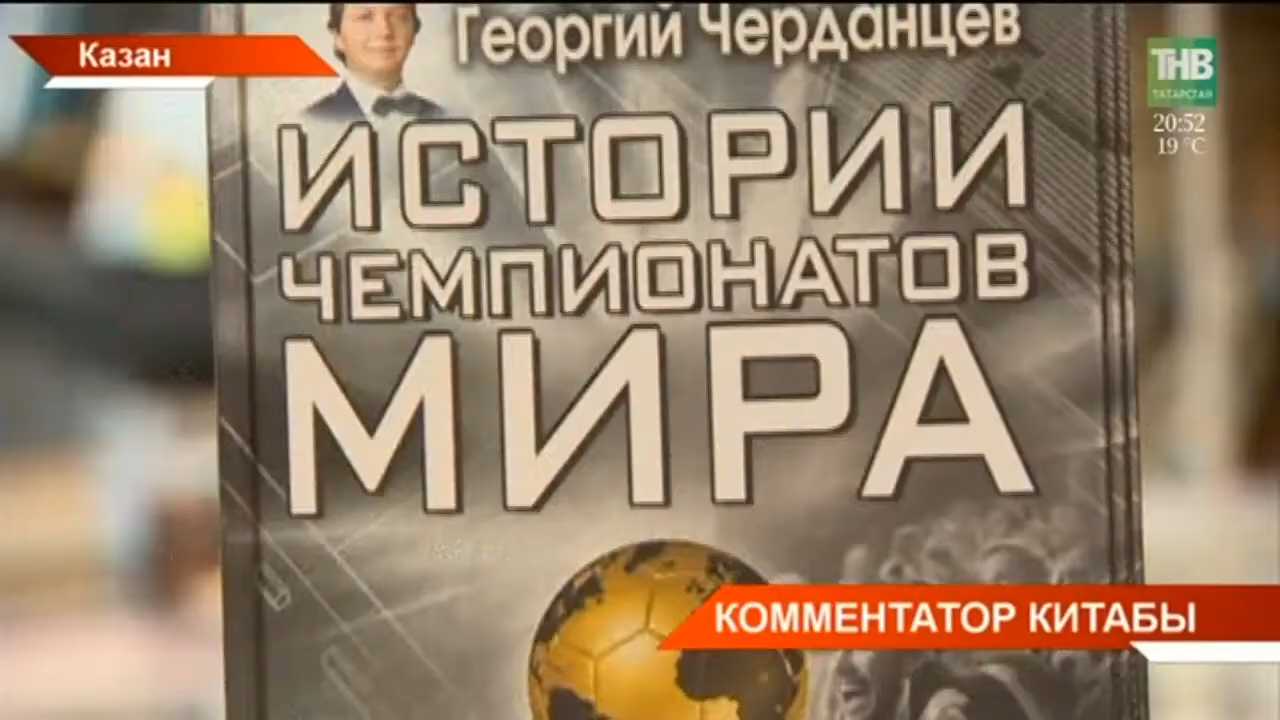 Георгий Черданцев
Казан
ТНВ
ТАТАРСТАН
20:52
19 °C
ИСТОРИИ
ЧЕМПИОНАТОВ
МИРА
КОММЕНТАТОР КИТАБЫ